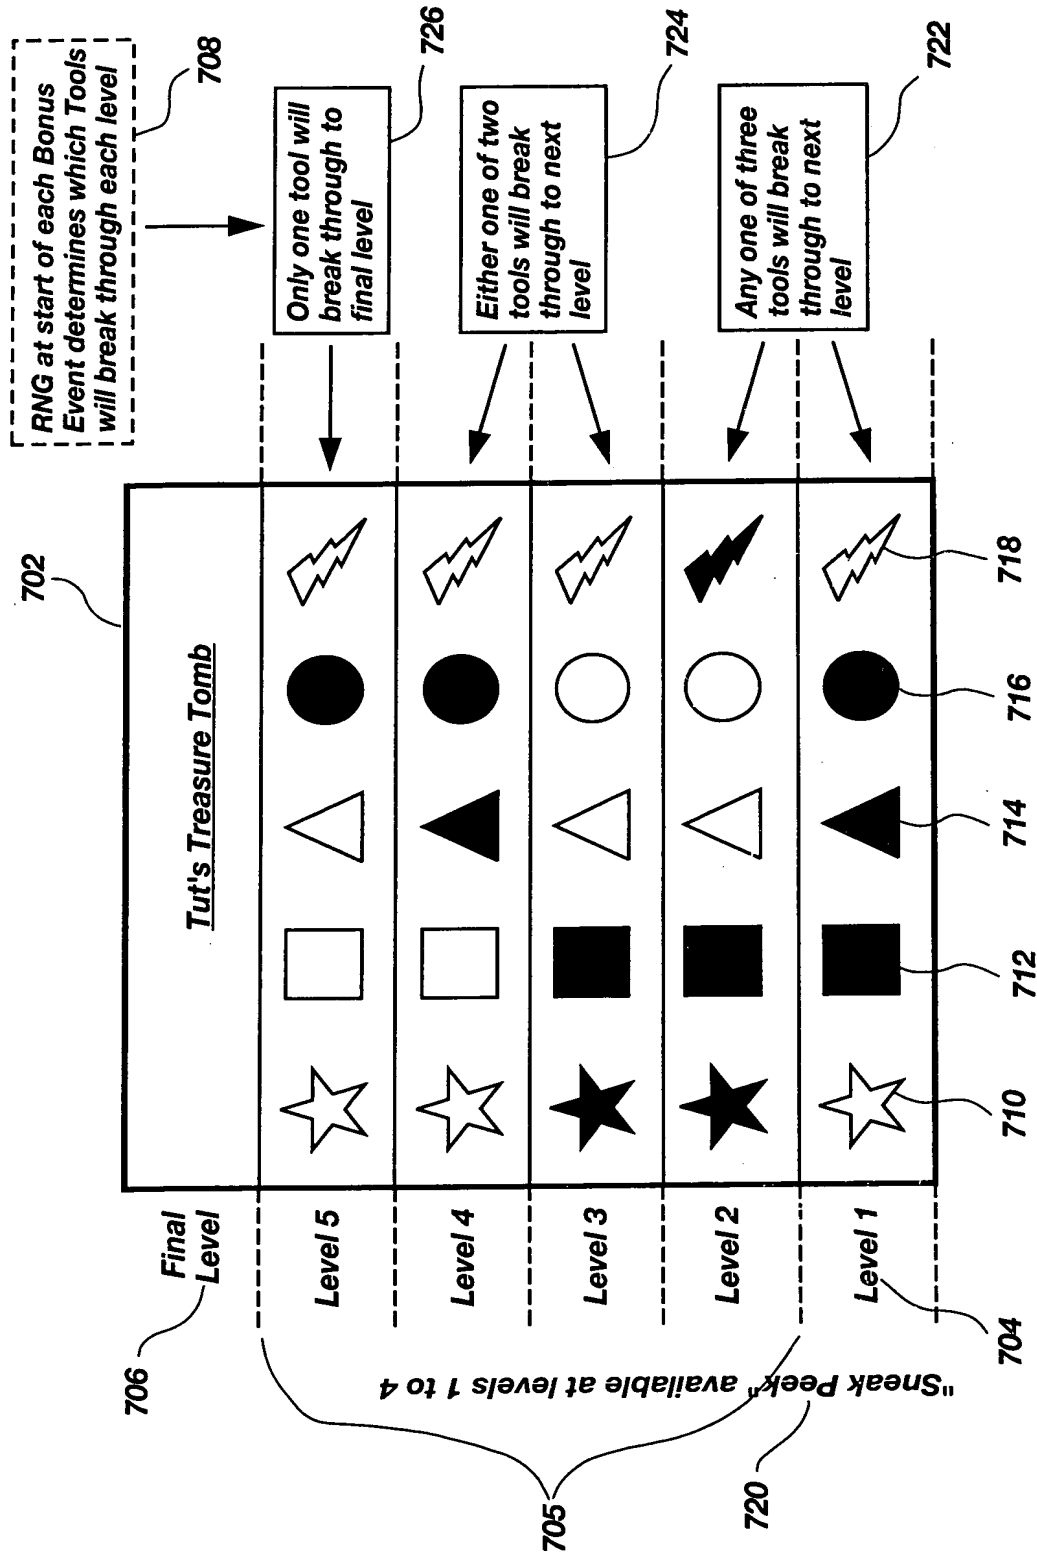 702
Tut's Treasure Tomb
706
Final
Level
Level 5
Level 4
Level 3
Level 2
Level 1
704
705
720
"Sneak Peek" available at levels 1 to 4
710
712
714
716
718
RNG at start of each Bonus
Event determines which Tools
will break through each level
708
Only one tool will
break through to
final level
726
Either one of two
tools will break
through to next
level
724
Any one of three
tools will break
through to next
level
722